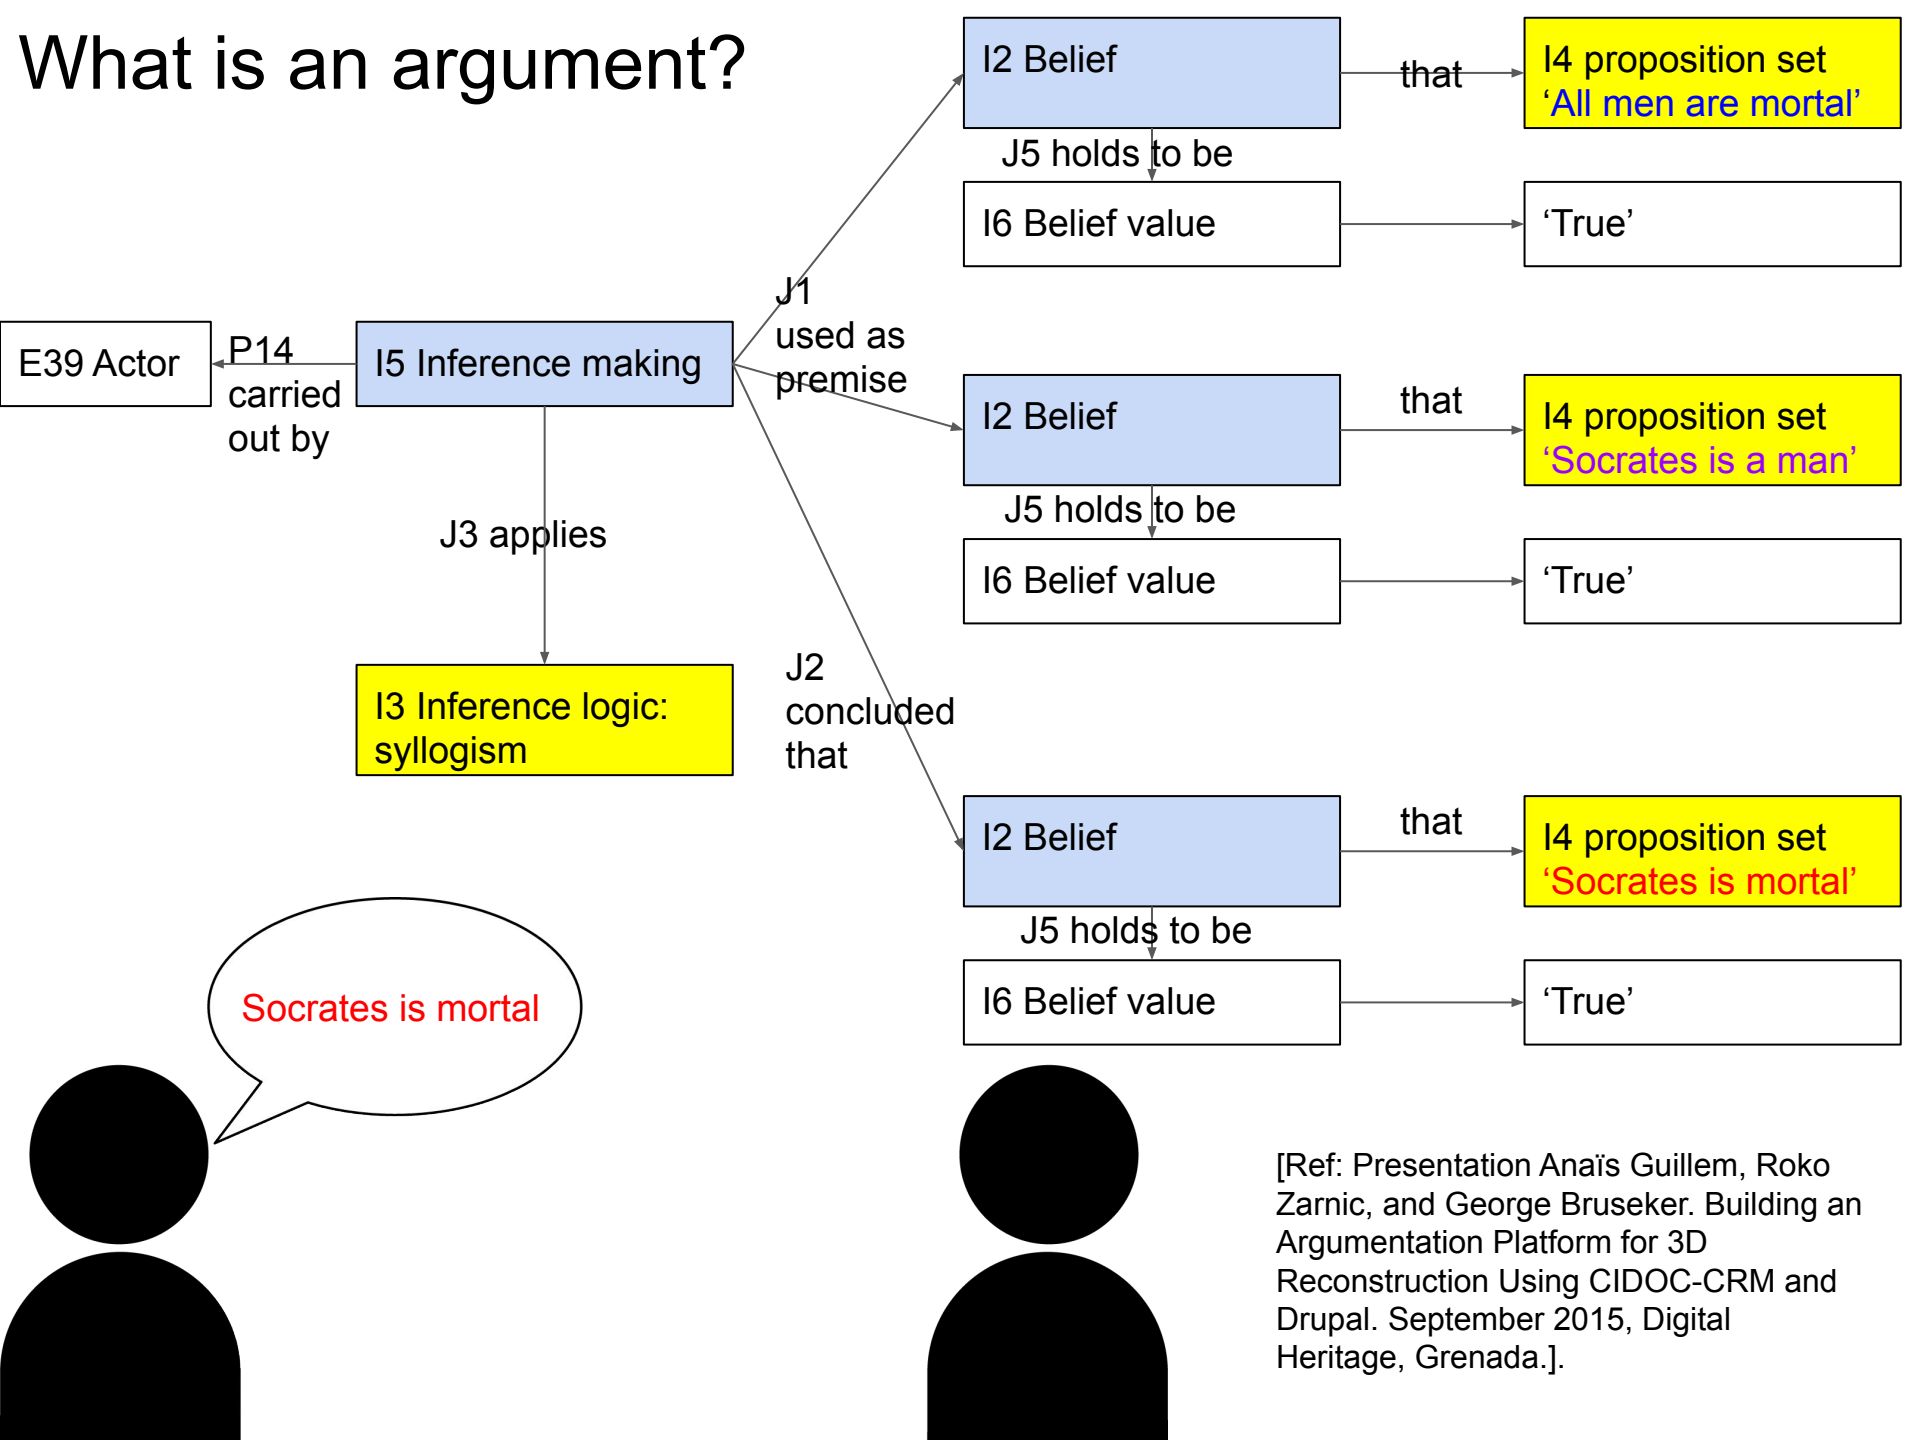 What is an argument?
I2 Belief
that
I4 proposition set
‘All men are mortal’
J5 holds to be
I6 Belief value
‘True’
E39 Actor
P14
carried
out by
I5 Inference making
J1
used as
premise
I2 Belief
that
I4 proposition set
‘Socrates is a man’
J5 holds to be
I6 Belief value
‘True’
J3 applies
I3 Inference logic:
syllogism
J2
concluded
that
I2 Belief
that
I4 proposition set
‘Socrates is mortal’
J5 holds to be
I6 Belief value
‘True’
Socrates is mortal
[Ref: Presentation Anaïs Guillem, Roko
Zarnic, and George Bruseker. Building an
Argumentation Platform for 3D
Reconstruction Using CIDOC-CRM and
Drupal. September 2015, Digital
Heritage, Grenada.].